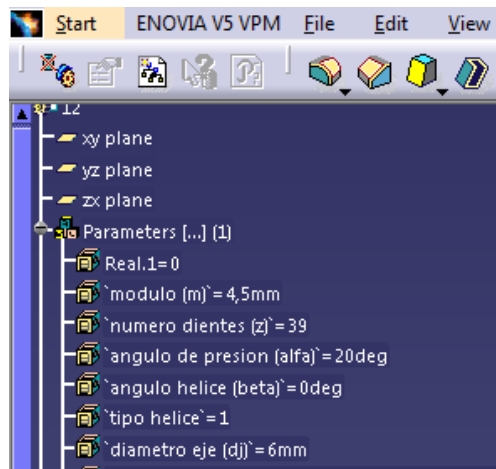 Start ENOVIA V5 VPM File Edit View
12
xy plane
yz plane
zx plane
Parameters [...] (1)
Real.1=0
`modulo (m)`=4,5mm
`numero dientes (z)`=39
`angulo de presion (alfa)`=20deg
`angulo helice (beta)`=0deg
`tipo helice`=1
`diametro eje (dj)`=6mm